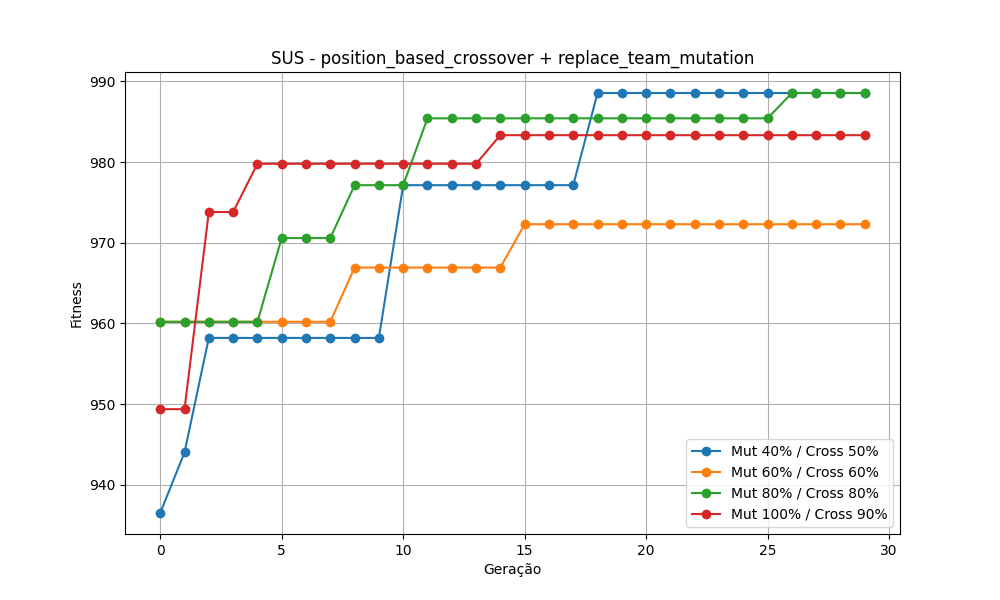 SUS - position_based_crossover + replace_team_mutation
990
980
970
960
950
940
Fitness
0 5 10 15 20 25 30
Geração
Mut 40% / Cross 50%
Mut 60% / Cross 60%
Mut 80% / Cross 80%
Mut 100% / Cross 90%